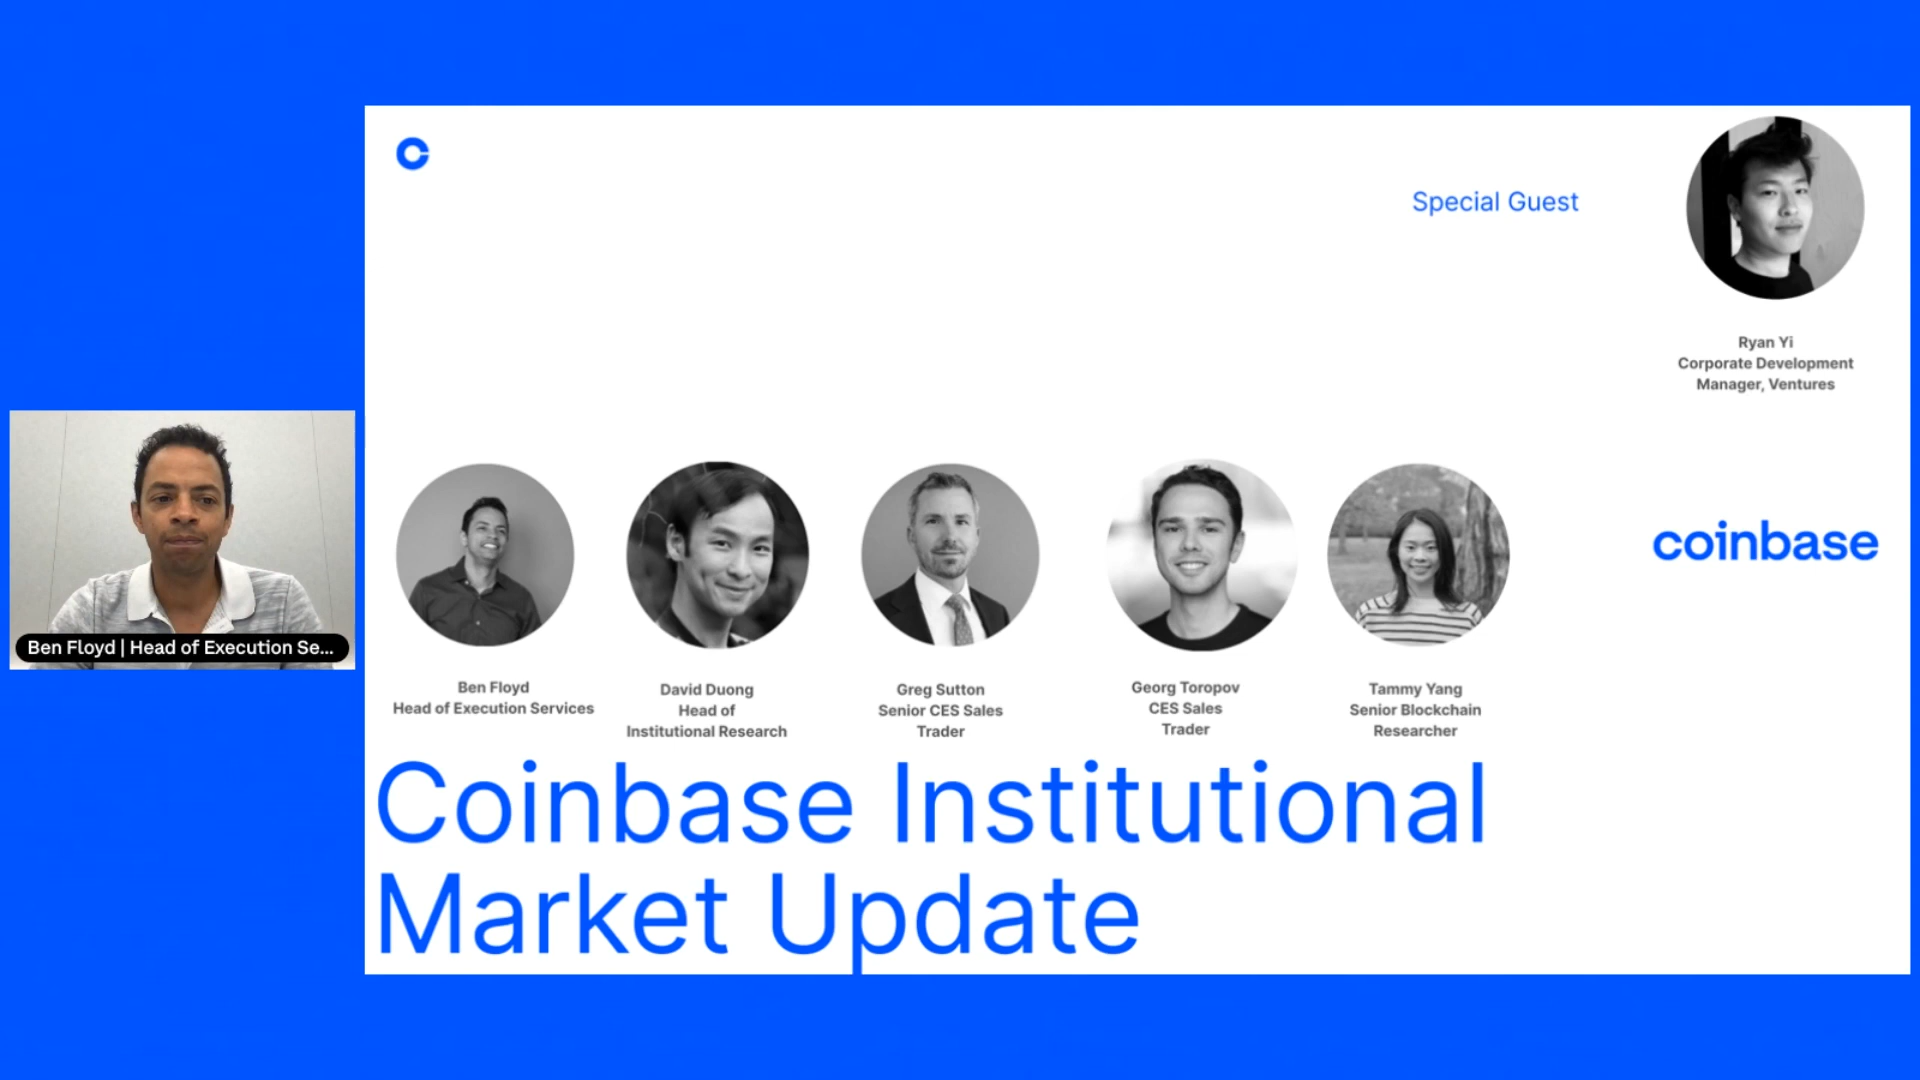 Special Guest
Ryan Yi
Corporate Development
Manager, Ventures
Ben Floyd | Head of Execution Se...
coinbase
Ben Floyd
Head of Execution Services
David Duong
Head of
Institutional Research
Greg Sutton
Senior CES Sales
Trader
Georg Toropov
CES Sales
Trader
Tammy Yang
Senior Blockchain
Researcher
Coinbase Institutional
Market Update